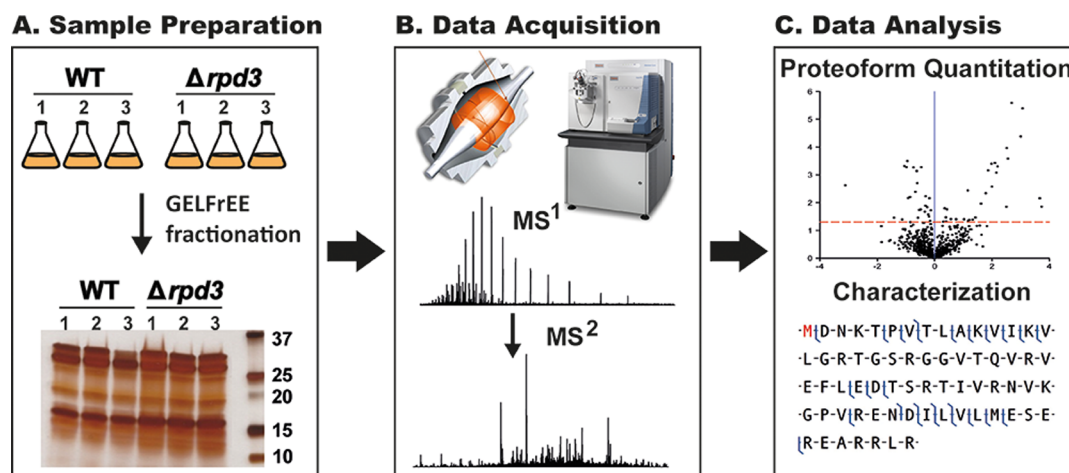 A. Sample Preparation
WT
Δrpd3
1 2 3
1 2 3
GELFrEE
fractionation
WT
Δrpd3
1 2 3 1 2 3
37
25
20
15
10
B. Data Acquisition
MS1
MS2
C. Data Analysis
Proteoform Quantitation
6
5
4
3
2
1
0
-4 -2 0 2 4
Characterization
M-D-N-K-T-P-V-T-L-A-K-V-I-K-V-
L-G-R-T-G-S-R-G-G-V-T-Q-V-R-V-
E-F-L-E-D-T-S-R-T-I-V-R-N-V-K-
G-P-V-R-E-N-D-I-L-V-L-M-E-S-E-
R-E-A-R-R-L-R-